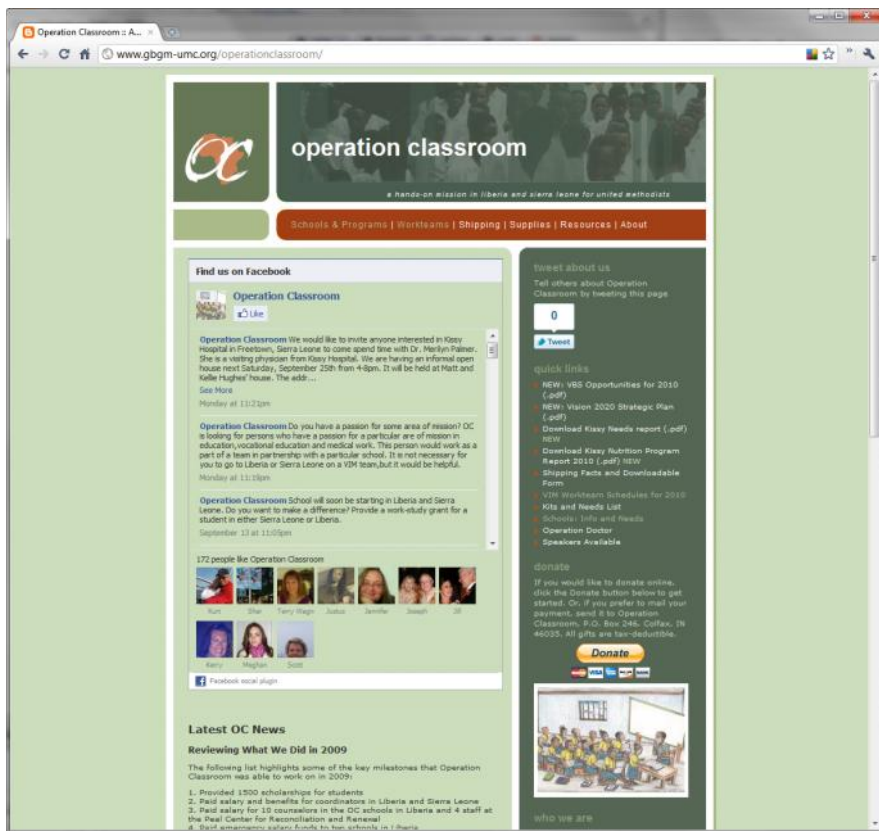 Operation Classroom :: A...
www.gbgm-umc.org/operationclassroom/
OC
operation classroom
a hands-on mission in liberia and sierra leone for united methodists
Schools & Programs | Workteams | Shipping | Supplies | Resources | About
Find us on Facebook
Operation Classroom
Like
Operation Classroom We would like to invite anyone interested in Kissy
Hospital in Freetown, Sierra Leone to come spend time with Dr. Merilyn Palmer.
She is a visiting physician from Kissy Hospital. We are having an informal open
house next Saturday, September 25th from 4-8pm. It will be held at Matt and
Kellie Hughes' house. The addr...
See More
Monday at 11:21pm
Operation Classroom Do you have a passion for some area of mission? OC
is looking for persons who have a passion for a particular are of mission in
education,vocational education and medical work. This person would work as a
part of a team in partnership with a particular school. It is not necessary for
you to go to Liberia or Sierra Leone on a VIM team,but it would be helpful.
Monday at 11:19pm
Operation Classroom School will soon be starting in Liberia and Sierra
Leone. Do you want to make a difference? Provide a work-study grant for a
student in either Sierra Leone or Liberia.
September 13 at 11:05pm
172 people like Operation Classroom
Kurt Shar Terry Wagn Justus Jennifer Joseph Jill
Kerry Meghan Scott
Facebook social plugin
Latest OC News
Reviewing What We Did in 2009
The following list highlights some of the key milestones that Operation
Classroom was able to work on in 2009:
1. Provided 1500 scholarships for students
2. Paid salary and benefits for coordinators in Liberia and Sierra Leone
3. Paid salary for 10 counselors in the OC schools in Liberia and 4 staff at
the Peal Center for Reconciliation and Renewal
4. Paid emergency salary funds to ten schools in Liberia
tweet about us
Tell others about Operation
Classroom by tweeting this page
0
Tweet
quick links
NEW: VBS Opportunities for 2010
(.pdf)
NEW: Vision 2020 Strategic Plan
(.pdf)
Download Kissy Needs report (.pdf)
NEW
Download Kissy Nutrition Program
Report 2010 (.pdf) NEW
Shipping Facts and Downloadable
Form
VIM Workteam Schedules for 2010
Kits and Needs List
Schools: Info and Needs
Operation Doctor
Speakers Available
donate
If you would like to donate online,
click the Donate button below to get
started. Or, if you prefer to mail your
payment, send it to Operation
Classroom, P.O. Box 246, Colfax, IN
46035. All gifts are tax-deductible.
Donate
VISA
who we are